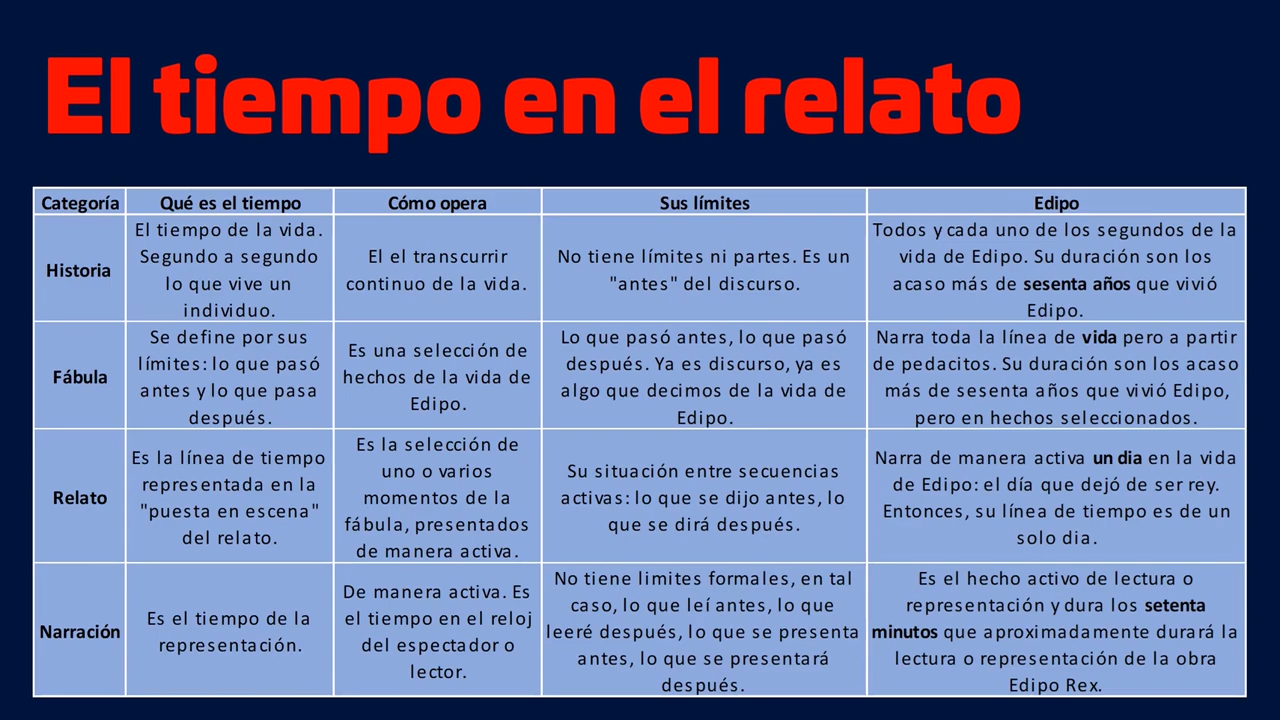 El tiempo en el relato
Categoría
Qué es el tiempo
Cómo opera
Sus límites
Edipo
Historia
El tiempo de la vida.
Segundo a segundo
lo que vive un
individuo.
El el transcurrir
continuo de la vida.
No tiene límites ni partes. Es un
"antes" del discurso.
Todos y cada uno de los segundos de la
vida de Edipo. Su duración son los
acaso más de sesenta años que vivió
Edipo.
Fábula
Se define por sus
límites: lo que pasó
antes y lo que pasa
después.
Es una selección de
hechos de la vida de
Edipo.
Lo que pasó antes, lo que pasó
después. Ya es discurso, ya es
algo que decimos de la vida de
Edipo.
Narra toda la línea de vida pero a partir
de pedacitos. Su duración son los acaso
más de sesenta años que vivió Edipo,
pero en hechos seleccionados.
Relato
Es la línea de tiempo
representada en la
"puesta en escena"
del relato.
Es la selección de
uno o varios
momentos de la
fábula, presentados
de manera activa.
Su situación entre secuencias
activas: lo que se dijo antes, lo
que se dirá después.
Narra de manera activa un dia en la vida
de Edipo: el día que dejó de ser rey.
Entonces, su línea de tiempo es de un
solo dia.
Narración
Es el tiempo de la
representación.
De manera activa. Es
el tiempo en el reloj
del espectador o
lector.
No tiene limites formales, en tal
caso, lo que leí antes, lo que
leeré después, lo que se presenta
antes, lo que se presentará
después.
Es el hecho activo de lectura o
representación y dura los setenta
minutos que aproximadamente durará la
lectura o representación de la obra
Edipo Rex.